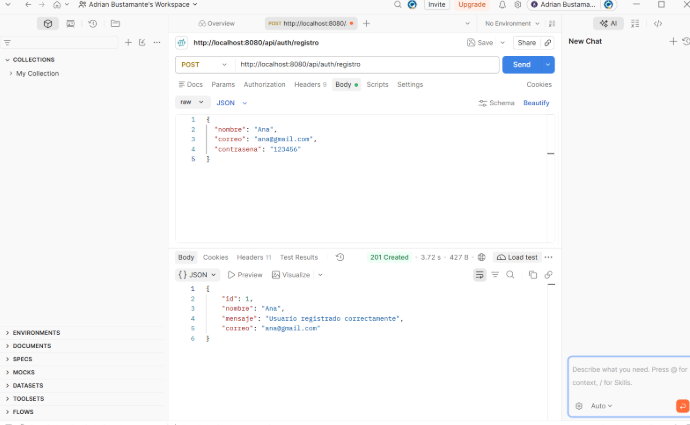 Adrian Bustamante's Workspace
Invite
Upgrade
Adrian Bustama...
Overview
POST http://localhost:8080/
No Environment
AI
COLLECTIONS
My Collection
http://localhost:8080/api/auth/registro
Save
Share
New Chat
POST
http://localhost:8080/api/auth/registro
Send
Docs
Params
Authorization
Headers 9
Body
Scripts
Settings
Cookies
raw
JSON
Schema
Beautify
1 {
2 "nombre": "Ana",
3 "correo": "ana@gmail.com",
4 "contrasena": "123456"
5 }
Body
Cookies
Headers 11
Test Results
201 Created
3.72 s
427 B
Load test
{} JSON
Preview
Visualize
1 {
2 "id": 1,
3 "nombre": "Ana",
4 "mensaje": "Usuario registrado correctamente",
5 "correo": "ana@gmail.com"
6 }
ENVIRONMENTS
DOCUMENTS
SPECS
MOCKS
DATASETS
TOOLSETS
FLOWS
Describe what you need. Press @ for
context, / for Skills.
Auto